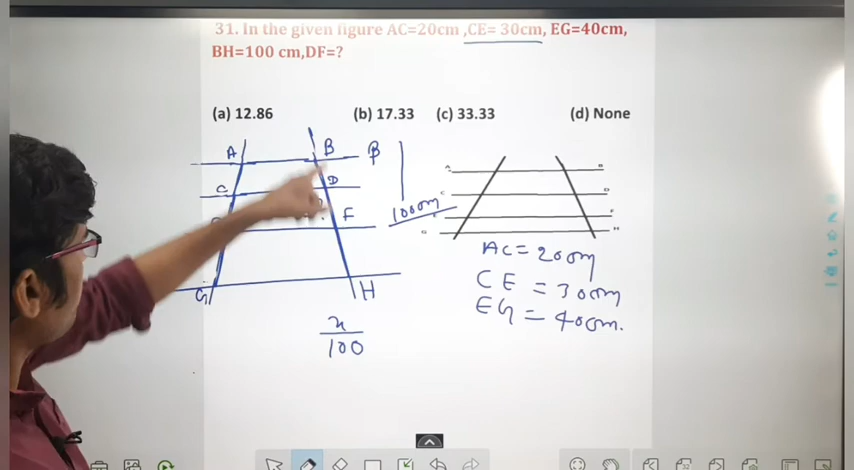 31. In the given figure AC=20cm ,CE= 30cm, EG=40cm,
BH=100 cm,DF=?
(a) 12.86 (b) 17.33 (c) 33.33 (d) None
A B β
C D
? F
100cm
G H
x
100
AC = 20cm
CE = 30cm
EG = 40cm.